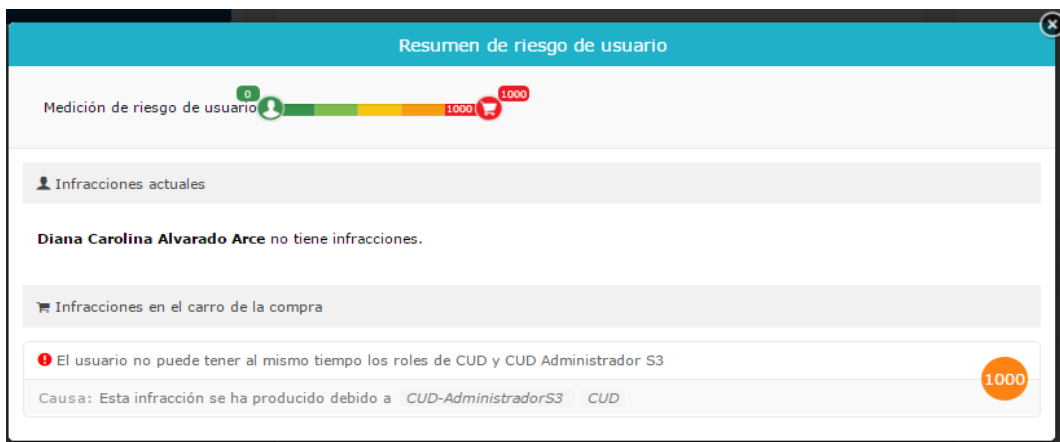 Resumen de riesgo de usuario
0
1000
Medición de riesgo de usuario
1000
Infracciones actuales
Diana Carolina Alvarado Arce no tiene infracciones.
Infracciones en el carro de la compra
El usuario no puede tener al mismo tiempo los roles de CUD y CUD Administrador S3
1000
Causa: Esta infracción se ha producido debido a CUD-AdministradorS3 CUD